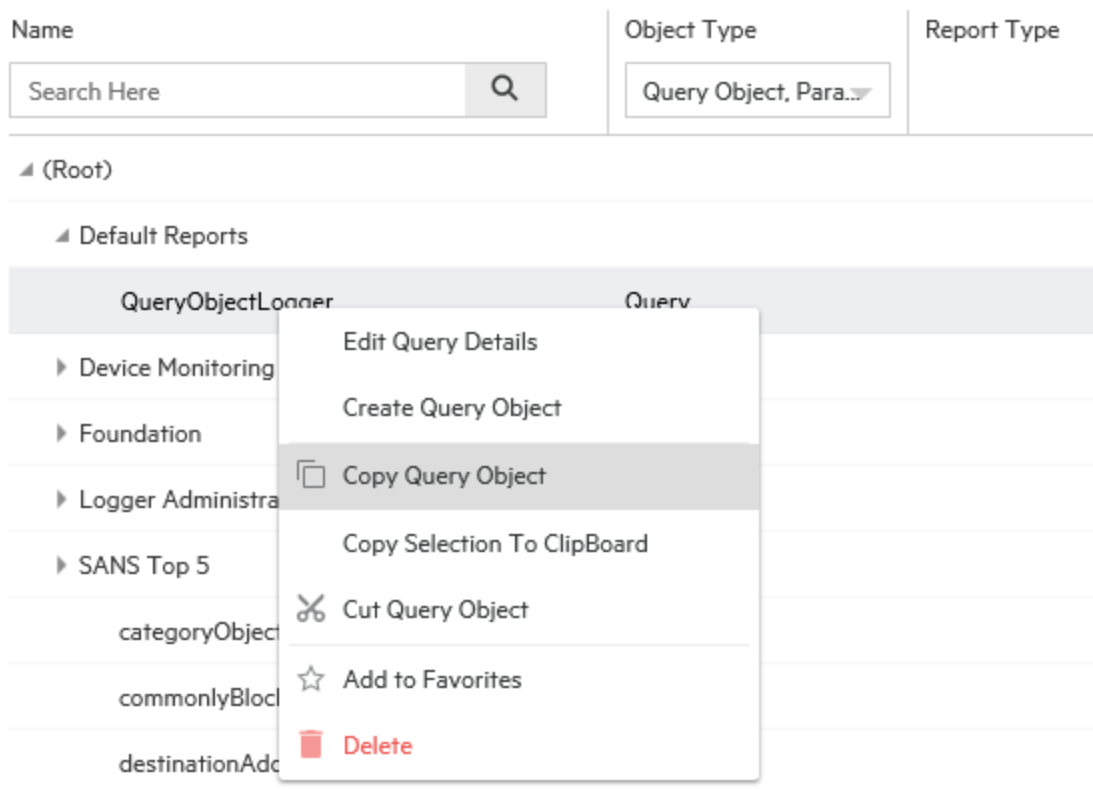 Name Object Type Report Type
Search Here Query Object, Para...
(Root)
Default Reports
QueryObjectLogger Query
Edit Query Details
Device Monitoring
Create Query Object
Foundation
Copy Query Object
Logger Administra
Copy Selection To ClipBoard
SANS Top 5
Cut Query Object
categoryObject
Add to Favorites
commonlyBlock
Delete
destinationAdd